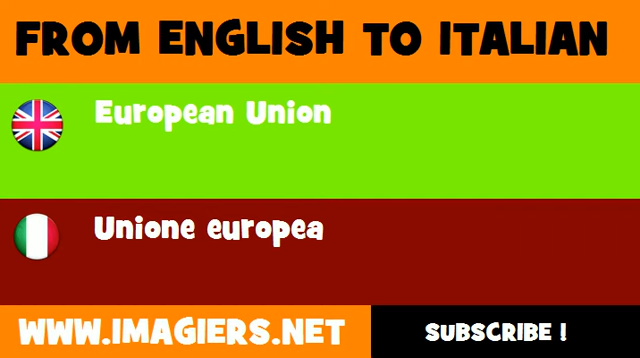 FROM ENGLISH TO ITALIAN
European Union
Unione europea
WWW.IMAGIERS.NET
SUBSCRIBE !